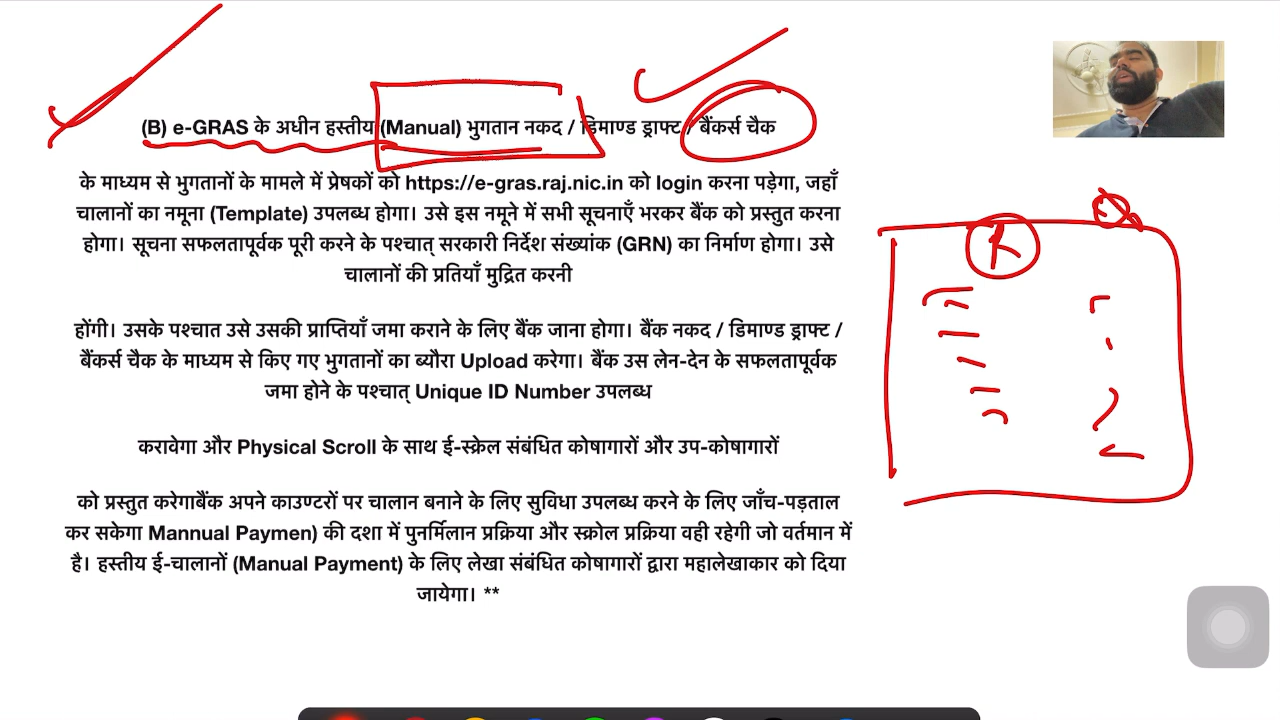 (B) e-GRAS के अधीन हस्तीय (Manual) भुगतान नकद / डिमाण्ड ड्राफ्ट / बैंकर्स चैक
के माध्यम से भुगतानों के मामले में प्रेषकों को https://e-gras.raj.nic.in को login करना पड़ेगा, जहाँ
चालानों का नमूना (Template) उपलब्ध होगा। उसे इस नमूने में सभी सूचनाएँ भरकर बैंक को प्रस्तुत करना
होगा। सूचना सफलतापूर्वक पूरी करने के पश्चात् सरकारी निर्देश संख्यांक (GRN) का निर्माण होगा। उसे
चालानों की प्रतियाँ मुद्रित करनी
होंगी। उसके पश्चात उसे उसकी प्राप्तियाँ जमा कराने के लिए बैंक जाना होगा। बैंक नकद / डिमाण्ड ड्राफ्ट /
बैंकर्स चैक के माध्यम से किए गए भुगतानों का ब्यौरा Upload करेगा। बैंक उस लेन-देन के सफलतापूर्वक
जमा होने के पश्चात् Unique ID Number उपलब्ध
करावेगा और Physical Scroll के साथ ई-स्क्रेल संबंधित कोषागारों और उप-कोषागारों
को प्रस्तुत करेगाबैंक अपने काउण्टरों पर चालान बनाने के लिए सुविधा उपलब्ध करने के लिए जाँच-पड़ताल
कर सकेगा Mannual Paymen) की दशा में पुनर्मिलान प्रक्रिया और स्क्रोल प्रक्रिया वही रहेगी जो वर्तमान में
है। हस्तीय ई-चालानों (Manual Payment) के लिए लेखा संबंधित कोषागारों द्वारा महालेखाकार को दिया
जायेगा। **